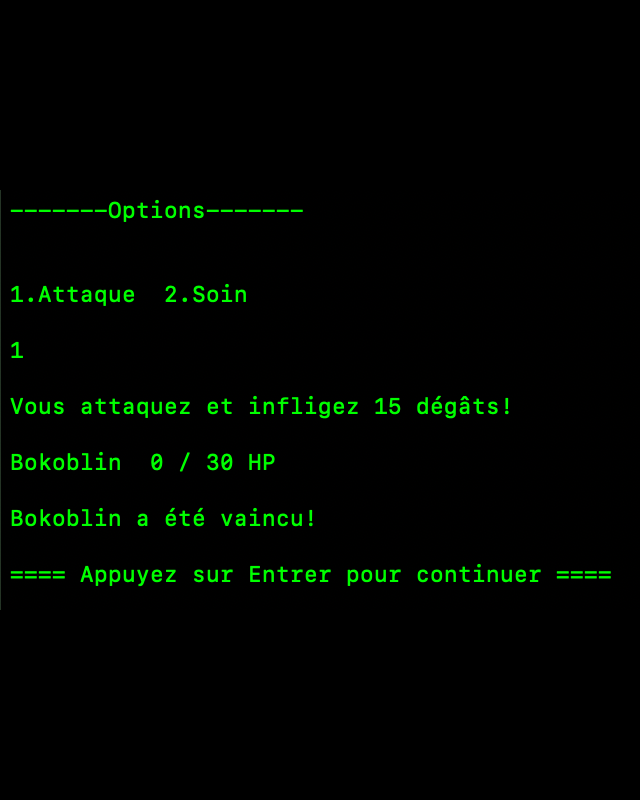 -------Options-------
1.Attaque  2.Soin
1
Vous attaquez et infligez 15 dégâts!
Bokoblin  0 / 30 HP
Bokoblin a été vaincu!
==== Appuyez sur Entrer pour continuer ====